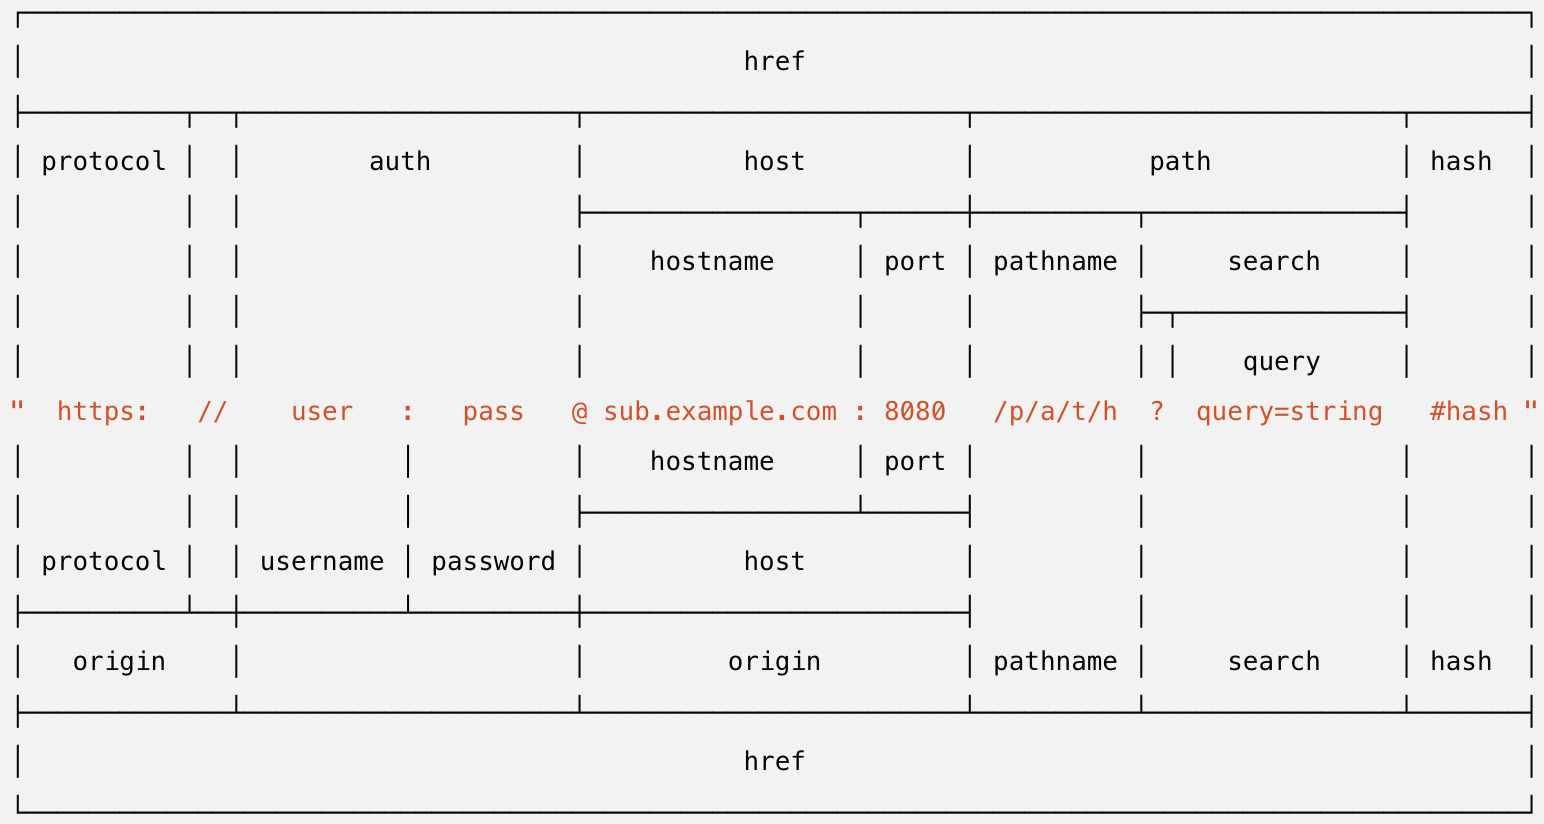 href
protocol auth host path hash
hostname port pathname search
query
" https: // user : pass @ sub.example.com : 8080 /p/a/t/h ? query=string #hash "
hostname port
protocol username password host
origin origin pathname search hash
href